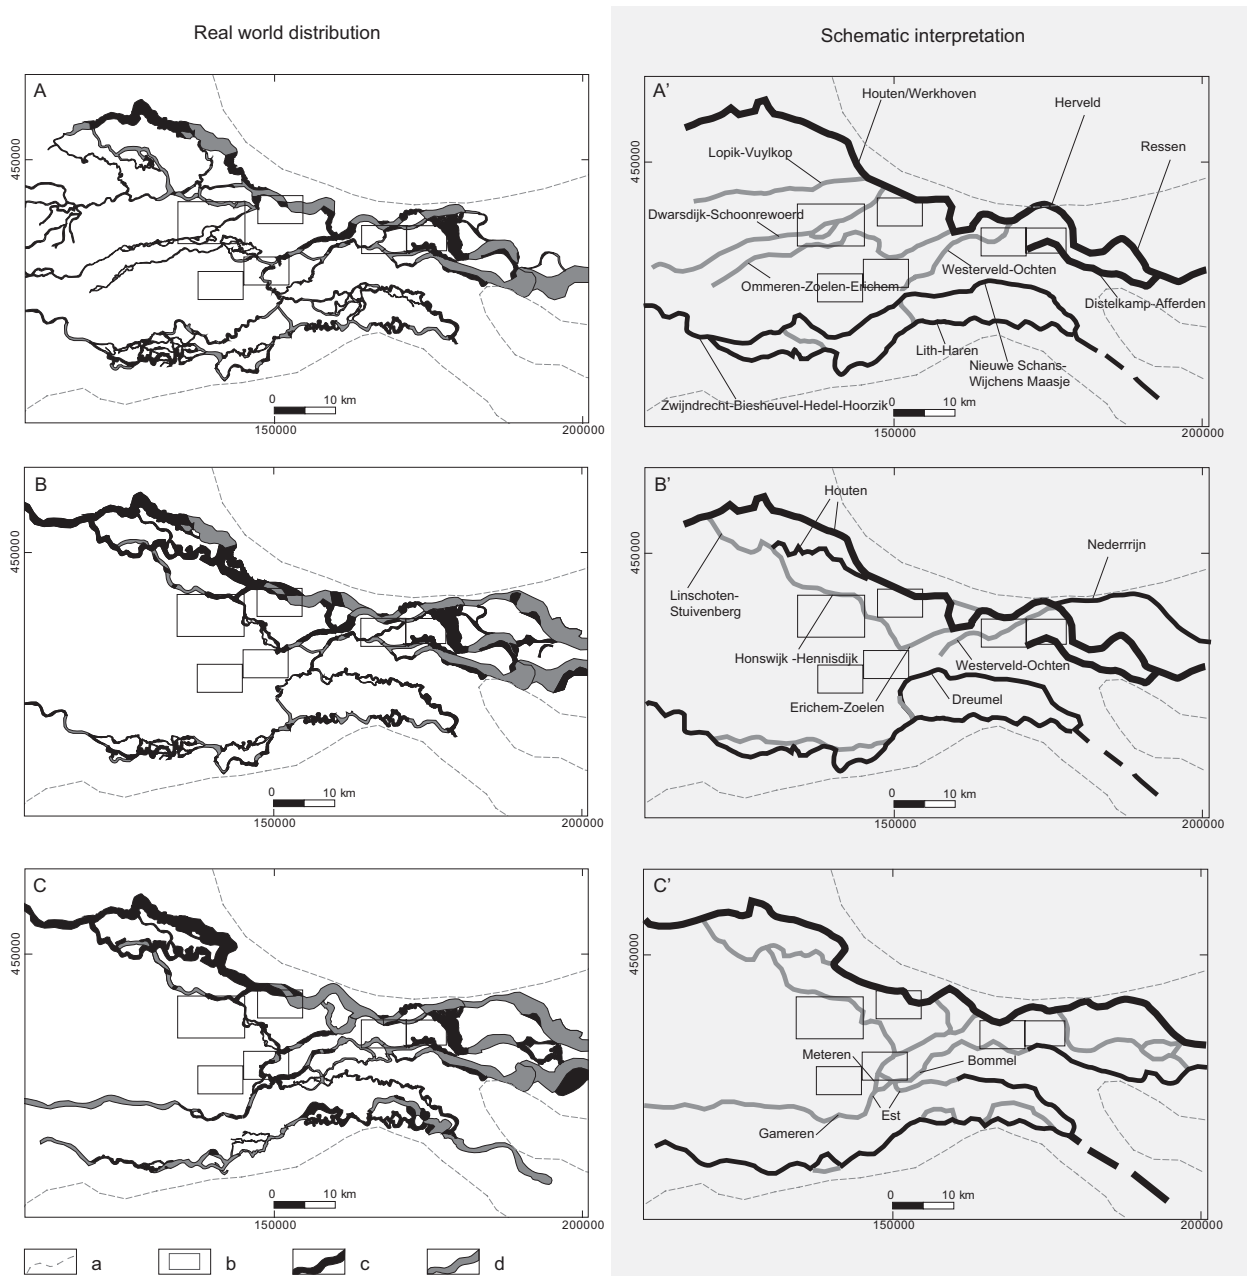 Real world distribution
Schematic interpretation
A
450000
0 10 km
150000
200000
A'
Houten/Werkhoven
Herveld
Ressen
Lopik-Vuylkop
450000
Dwarsdijk-Schoonrewoerd
Westerveld-Ochten
Ommeren-Zoelen-Erichem
Distelkamp-Afferden
Lith-Haren
Nieuwe Schans-
Wijchens Maasje
Zwijndrecht-Biesheuvel-Hedel-Hoorzik
0 10 km
150000
200000
B
450000
0 10 km
150000
200000
B'
Houten
Nederrrijn
450000
Linschoten-
Stuivenberg
Honswijk -Hennisdijk
Westerveld-Ochten
Erichem-Zoelen
Dreumel
0 10 km
150000
200000
C
450000
0 10 km
150000
200000
C'
450000
Meteren
Bommel
Est
Gameren
0 10 km
150000
200000
a
b
c
d